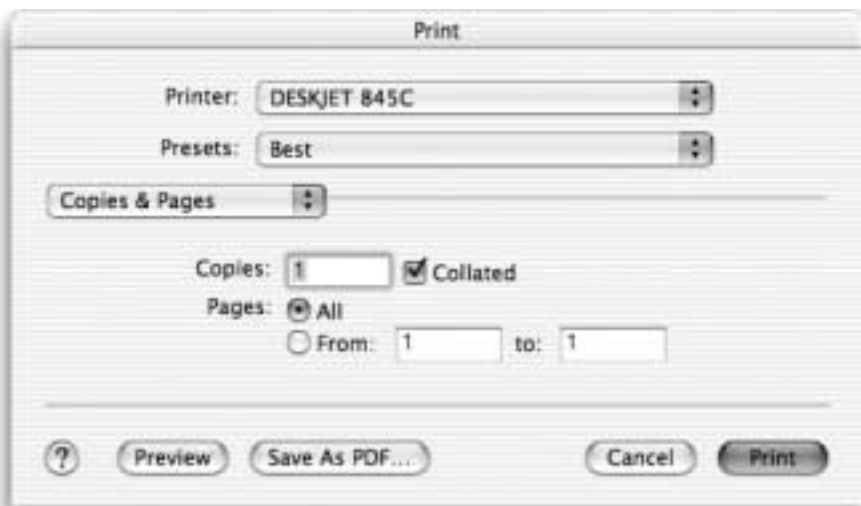 Print
Printer: DESKJET 845C
Presets: Best
Copies & Pages
Copies: 1 Collated
Pages: All
From: 1 to: 1
? Preview Save As PDF... Cancel Print